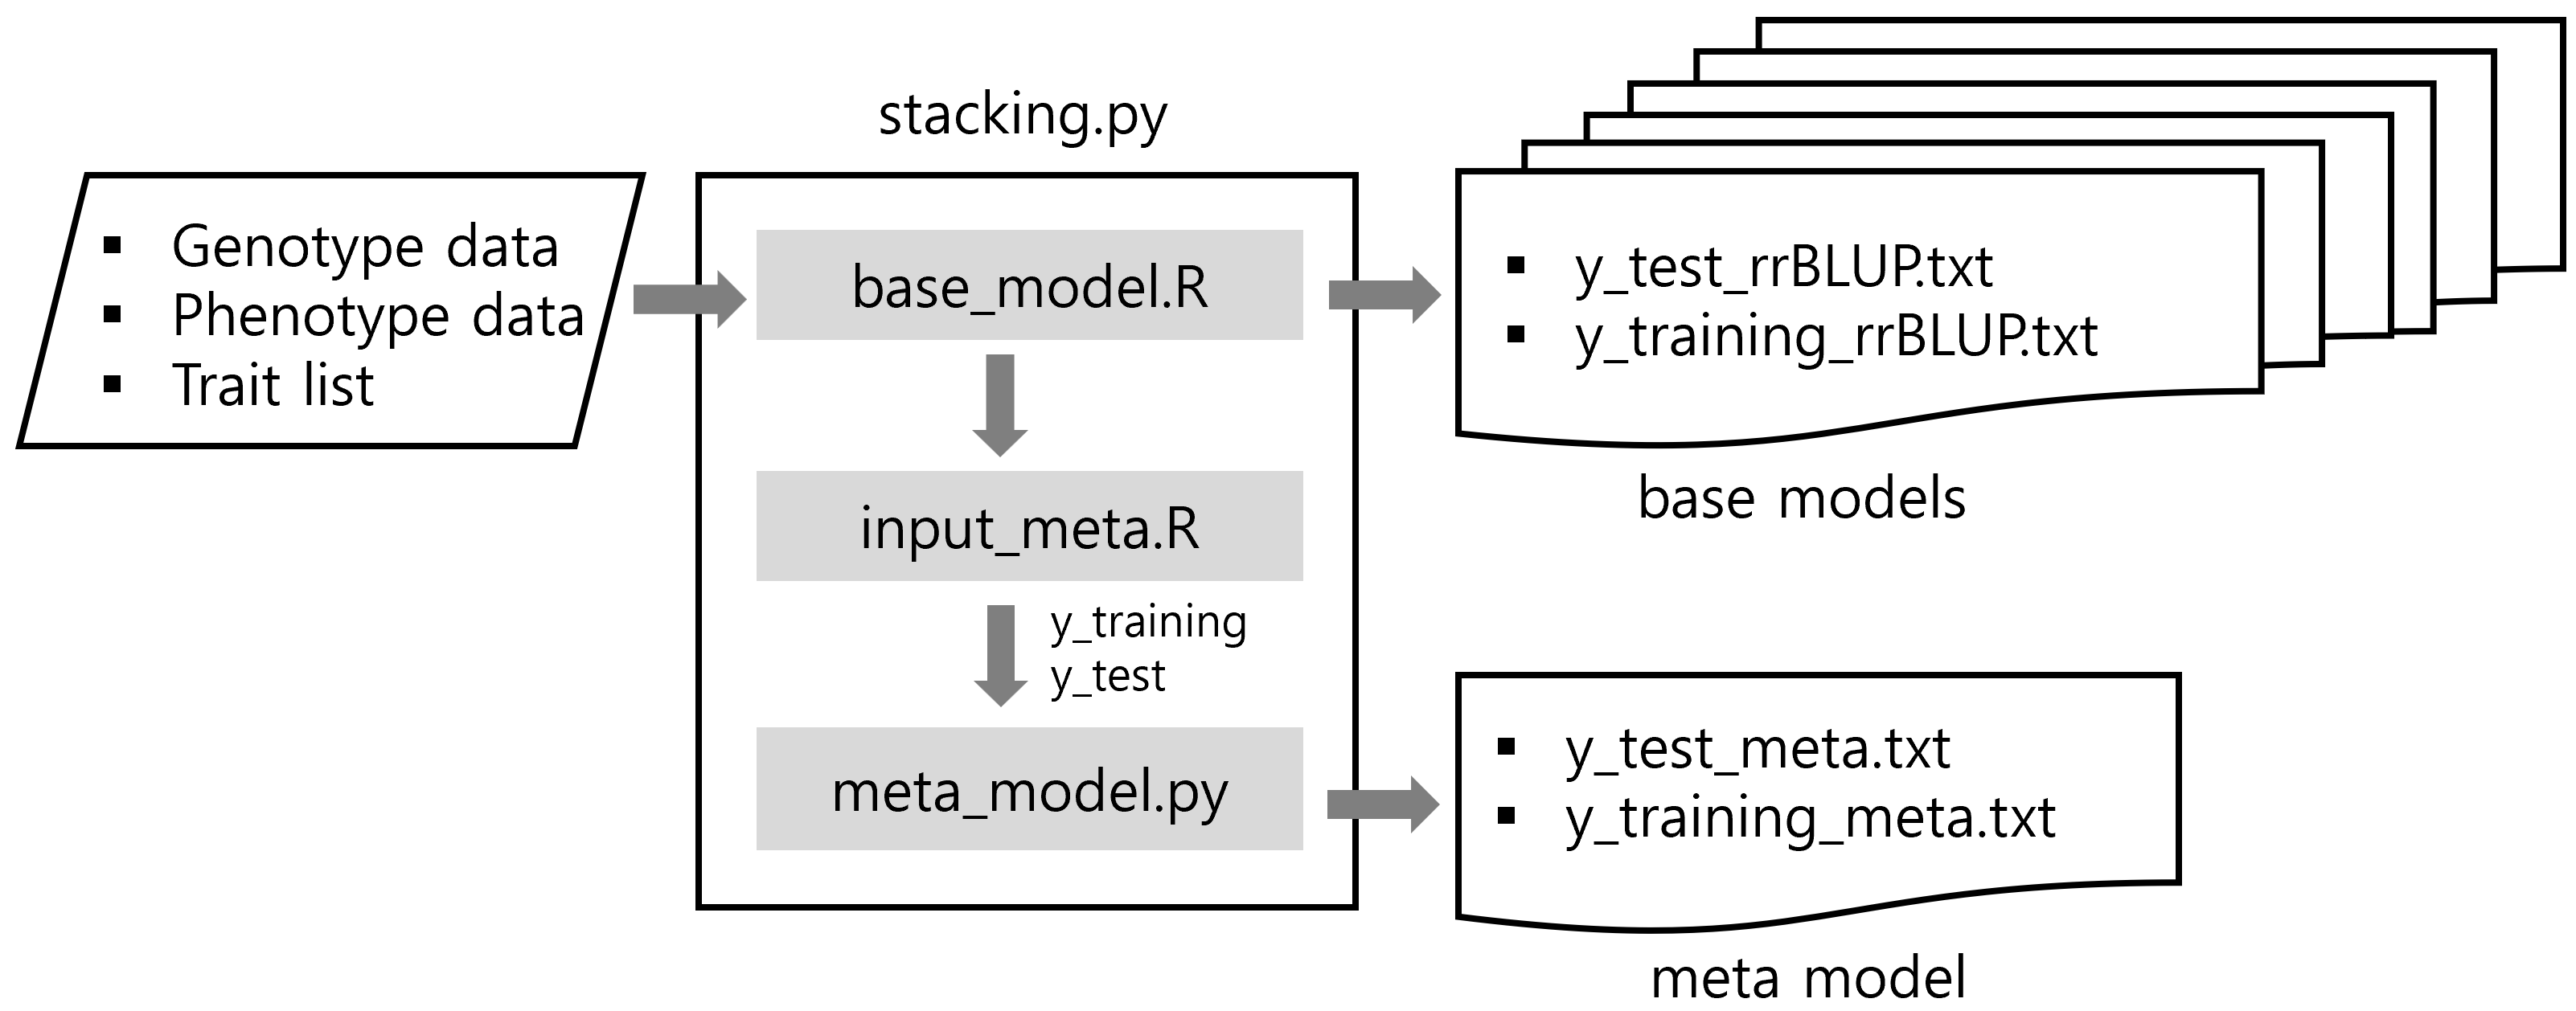 stacking.py
▪ Genotype data
▪ Phenotype data
▪ Trait list
base_model.R
input_meta.R
y_training
y_test
meta_model.py
▪ y_test_rrBLUP.txt
▪ y_training_rrBLUP.txt
base models
▪ y_test_meta.txt
▪ y_training_meta.txt
meta model